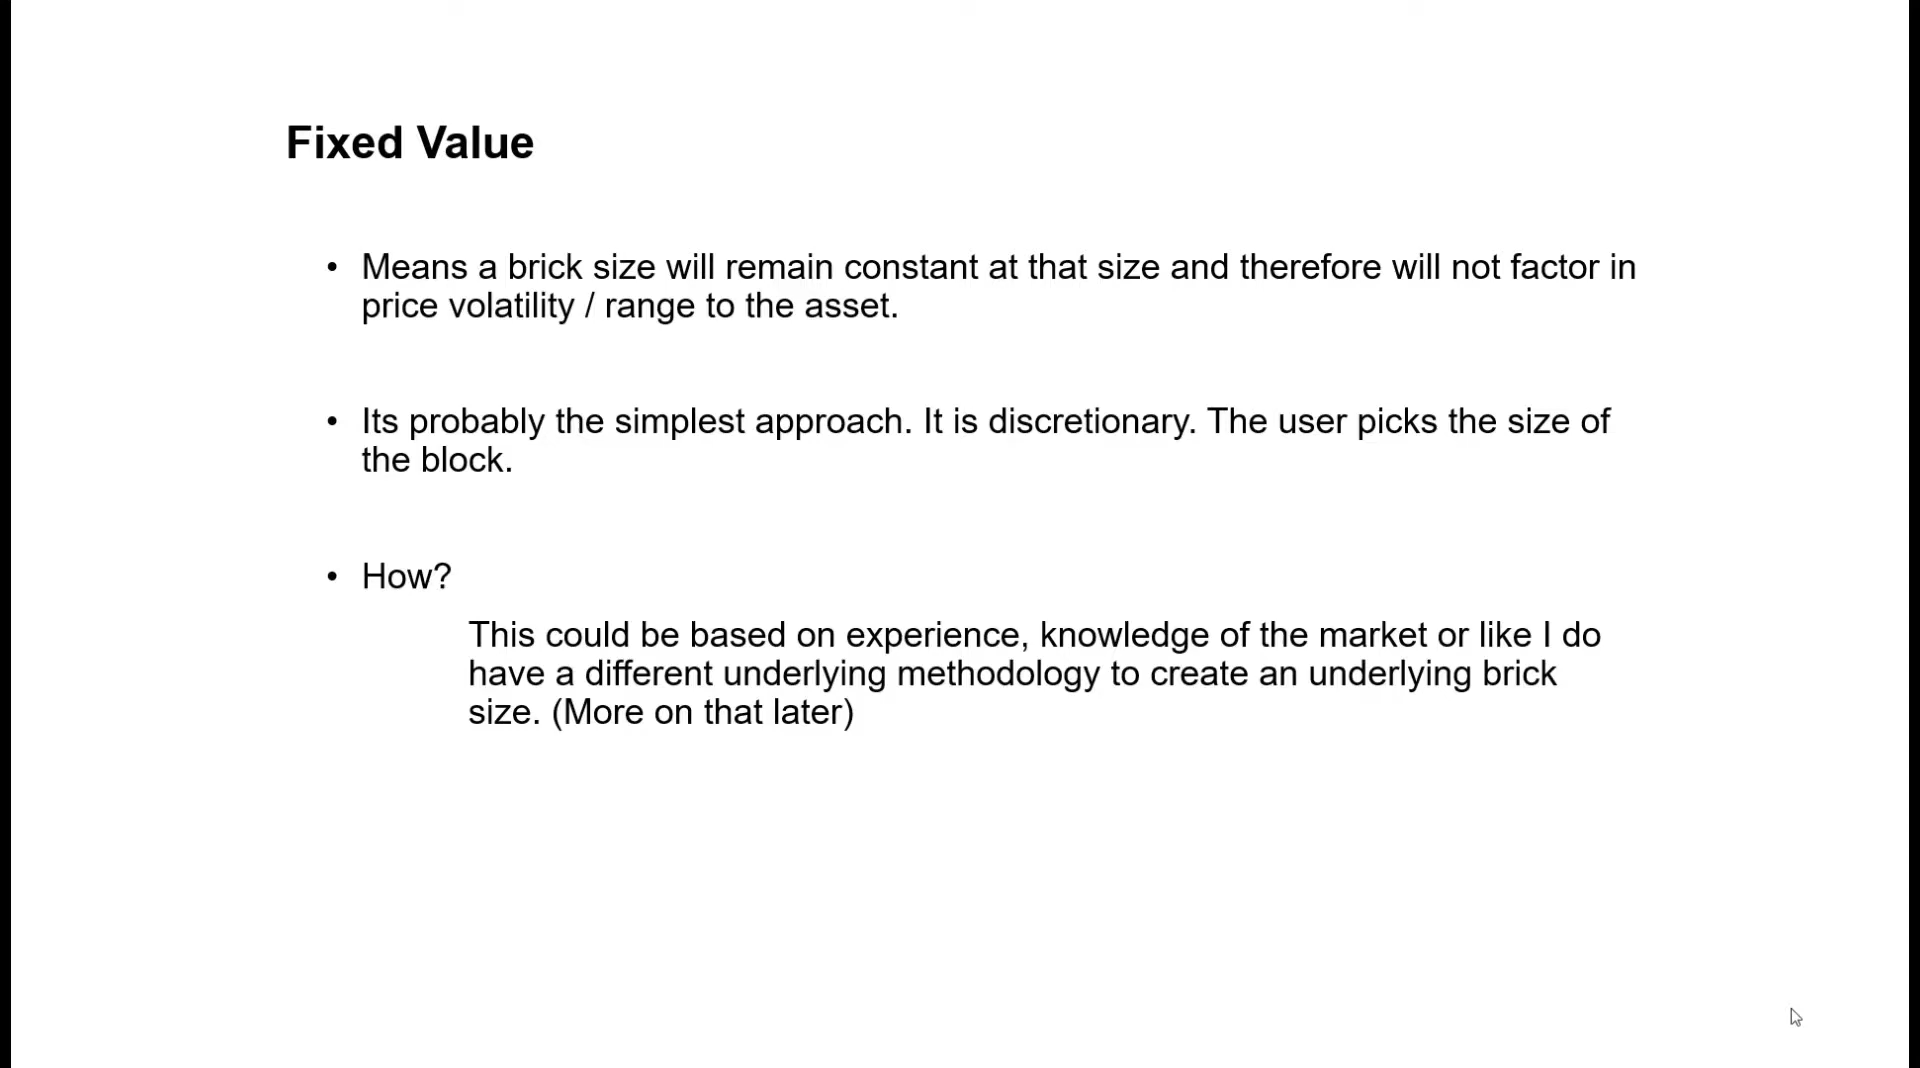 Fixed Value
• Means a brick size will remain constant at that size and therefore will not factor in
price volatility / range to the asset.
• Its probably the simplest approach. It is discretionary. The user picks the size of
the block.
• How?
This could be based on experience, knowledge of the market or like I do
have a different underlying methodology to create an underlying brick
size. (More on that later)